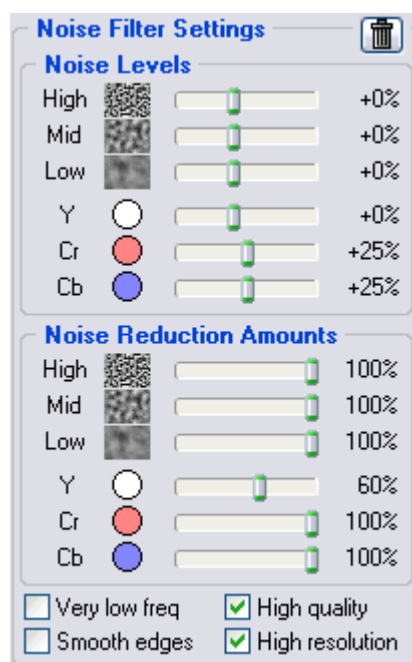 Noise Filter Settings
Noise Levels
High +0%
Mid +0%
Low +0%
Y +0%
Cr +25%
Cb +25%
Noise Reduction Amounts
High 100%
Mid 100%
Low 100%
Y 60%
Cr 100%
Cb 100%
Very low freq High quality
Smooth edges High resolution